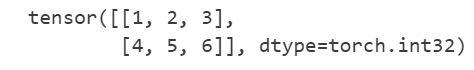 tensor([[1, 2, 3],
        [4, 5, 6]], dtype=torch.int32)